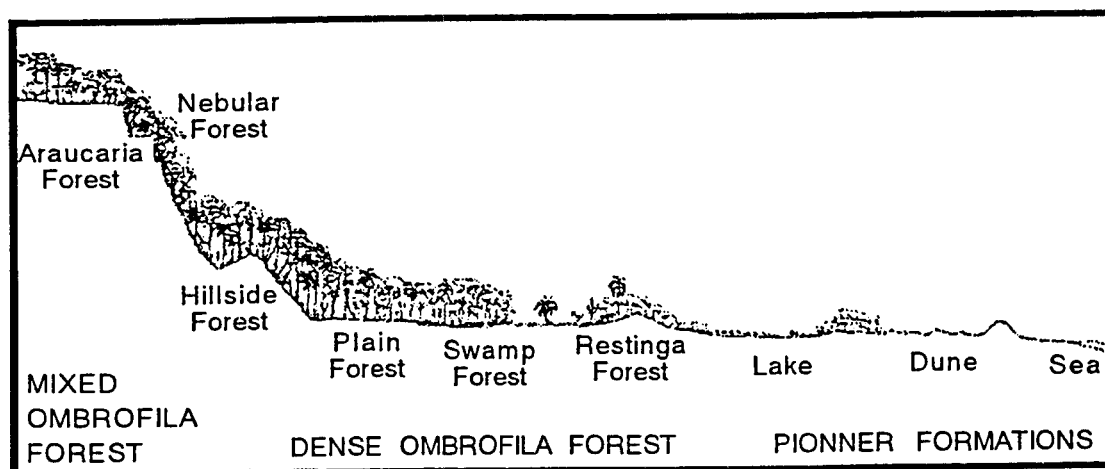 Nebular
Forest
Araucaria
Forest
Hillside
Forest
Plain
Forest
Swamp
Forest
Restinga
Forest
Lake
Dune
Sea
MIXED
OMBROFILA
FOREST
DENSE OMBROFILA FOREST
PIONNER FORMATIONS